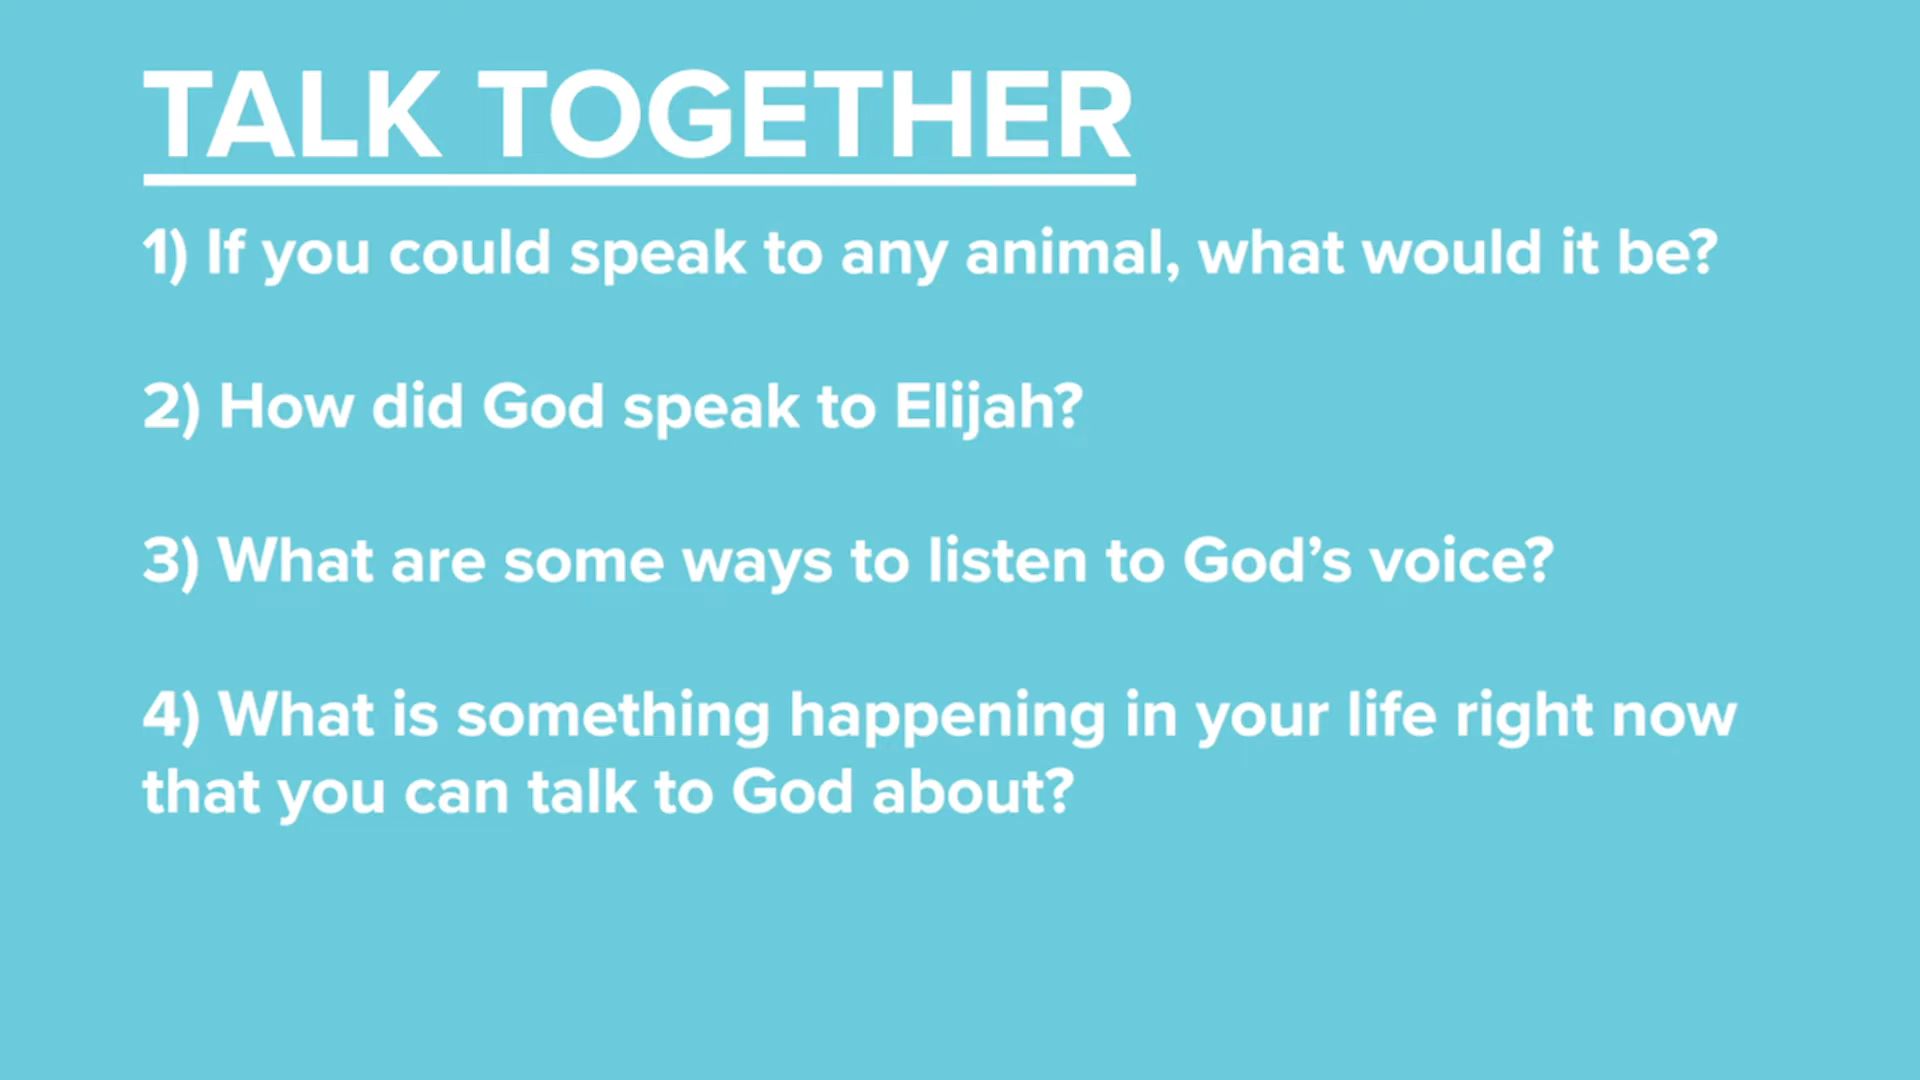 TALK TOGETHER
1) If you could speak to any animal, what would it be?
2) How did God speak to Elijah?
3) What are some ways to listen to God’s voice?
4) What is something happening in your life right now
that you can talk to God about?